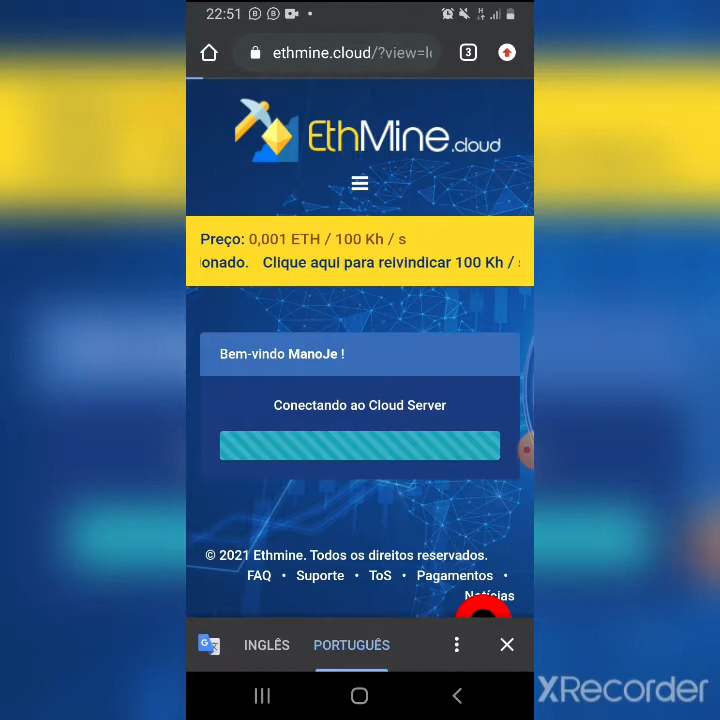 22:51
3
ethmine.cloud/?view=l
EthMine.cloud
Preço: 0,001 ETH / 100 Kh / s
ionado. Clique aqui para reivindicar 100 Kh / s
Bem-vindo ManoJe !
Conectando ao Cloud Server
© 2021 Ethmine. Todos os direitos reservados.
FAQ • Suporte • ToS • Pagamentos •
Notícias
INGLÊS PORTUGUÊS
XRecorder